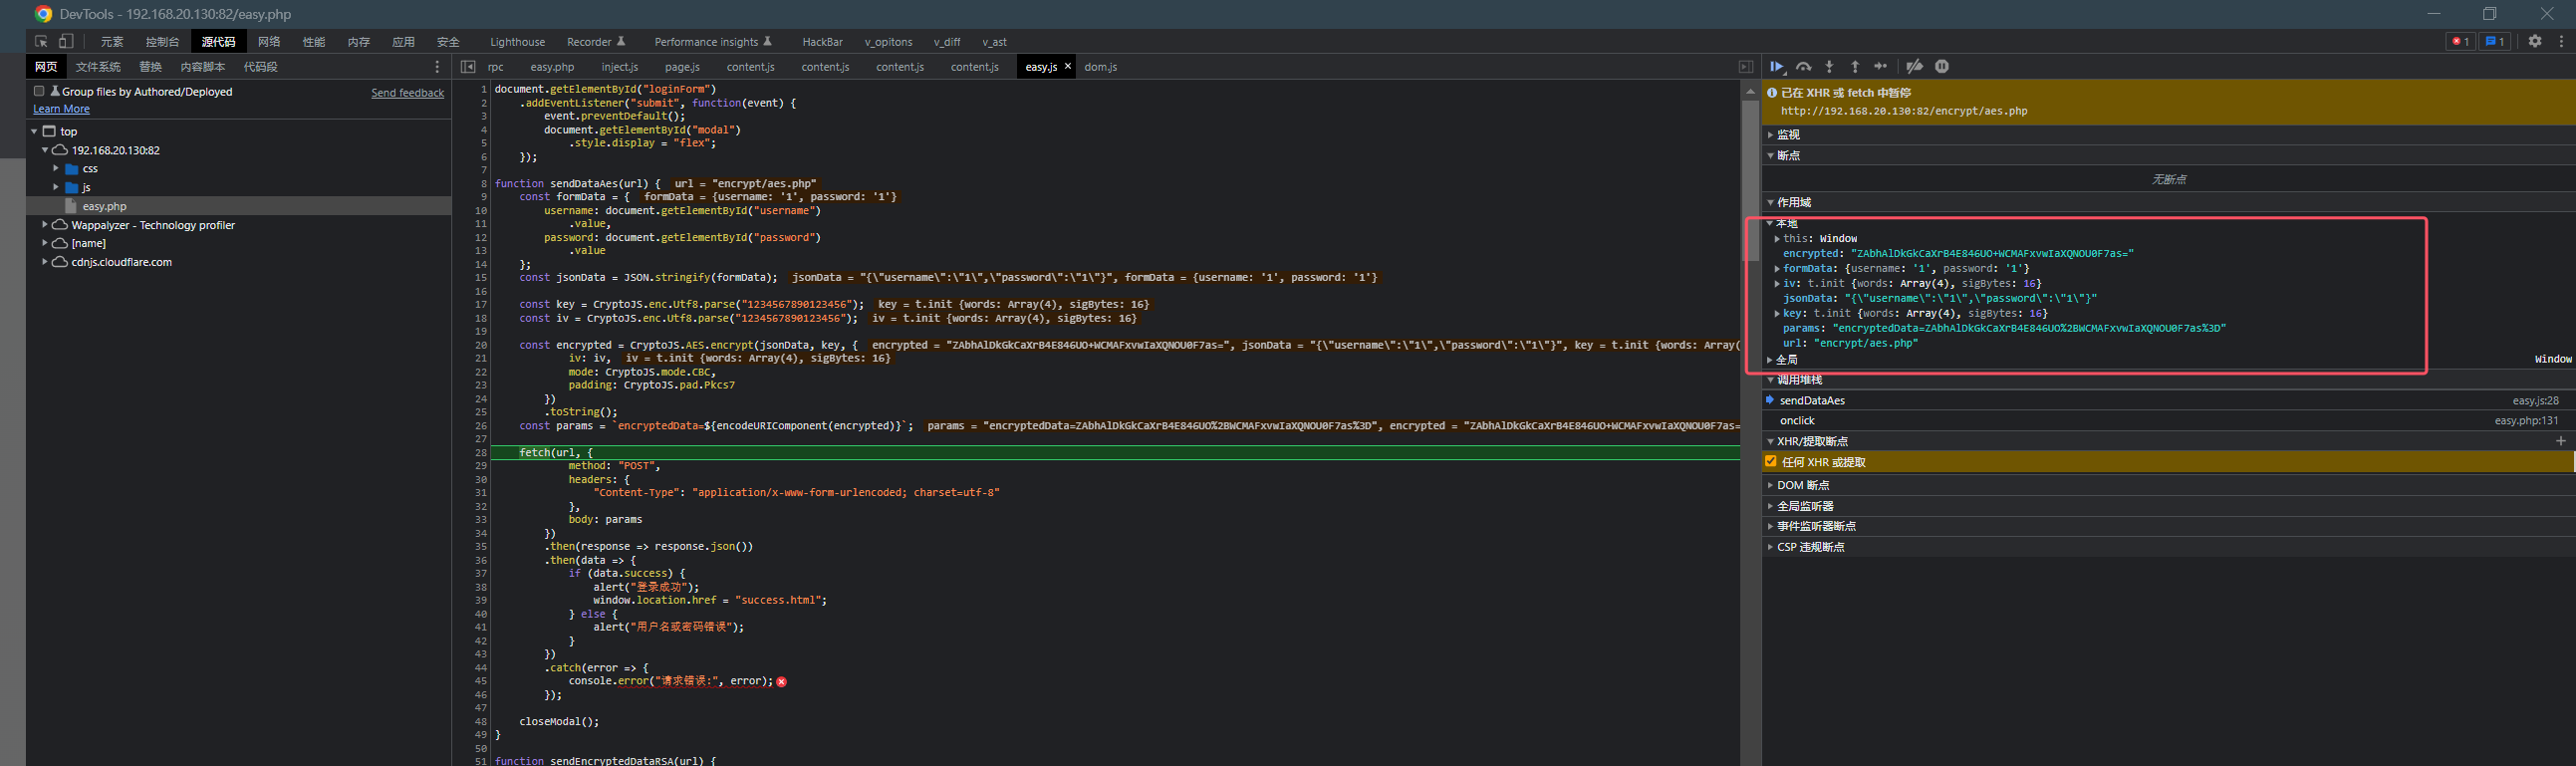 DevTools - 192.168.20.130:82/easy.php
元素 控制台 源代码 网络 性能 内存 应用 安全 Lighthouse Recorder Performance insights HackBar v_opitons v_diff v_ast 1 1
网页 文件系统 替换 内容脚本 代码段
Group files by Authored/Deployed Send feedback
Learn More
top
192.168.20.130:82
css
js
easy.php
Wappalyzer - Technology profiler
[name]
cdnjs.cloudflare.com
rpc easy.php inject.js page.js content.js content.js content.js content.js easy.js × dom.js
1 document.getElementById("loginForm")
2 .addEventListener("submit", function(event) {
3 event.preventDefault();
4 document.getElementById("modal")
5 .style.display = "flex";
6 });
7
8 function sendDataAes(url) { url = "encrypt/aes.php"
9 const formData = { formData = {username: '1', password: '1'}
10 username: document.getElementById("username")
11 .value,
12 password: document.getElementById("password")
13 .value
14 };
15 const jsonData = JSON.stringify(formData); jsonData = "{\"username\":\"1\",\"password\":\"1\"}", formData = {username: '1', password: '1'}
16
17 const key = CryptoJS.enc.Utf8.parse("1234567890123456"); key = t.init {words: Array(4), sigBytes: 16}
18 const iv = CryptoJS.enc.Utf8.parse("1234567890123456"); iv = t.init {words: Array(4), sigBytes: 16}
19
20 const encrypted = CryptoJS.AES.encrypt(jsonData, key, { encrypted = "ZAbhAlDkGkCaXrB4E846UO+WCMAFxvwIaXQNOU0F7as=", jsonData = "{\"username\":\"1\",\"password\":\"1\"}", key = t.init {words: Array(
21 iv: iv, iv = t.init {words: Array(4), sigBytes: 16}
22 mode: CryptoJS.mode.CBC,
23 padding: CryptoJS.pad.Pkcs7
24 })
25 .toString();
26 const params = `encryptedData=${encodeURIComponent(encrypted)}`; params = "encryptedData=ZAbhAlDkGkCaXrB4E846UO%2BWCMAFxvwIaXQNOU0F7as%3D", encrypted = "ZAbhAlDkGkCaXrB4E846UO+WCMAFxvwIaXQNOU0F7as=
27
28 fetch(url, {
29 method: "POST",
30 headers: {
31 "Content-Type": "application/x-www-form-urlencoded; charset=utf-8"
32 },
33 body: params
34 })
35 .then(response => response.json())
36 .then(data => {
37 if (data.success) {
38 alert("登录成功");
39 window.location.href = "success.html";
40 } else {
41 alert("用户名或密码错误");
42 }
43 })
44 .catch(error => {
45 console.error("请求错误:", error);
46 });
47
48 closeModal();
49 }
50
51 function sendEncryptedDataRSA(url) {
已在 XHR 或 fetch 中暂停
http://192.168.20.130:82/encrypt/aes.php
监视
断点
无断点
作用域
本地
this: Window
encrypted: "ZAbhAlDkGkCaXrB4E846UO+WCMAFxvwIaXQNOU0F7as="
formData: {username: '1', password: '1'}
iv: t.init {words: Array(4), sigBytes: 16}
jsonData: "{\"username\":\"1\",\"password\":\"1\"}"
key: t.init {words: Array(4), sigBytes: 16}
params: "encryptedData=ZAbhAlDkGkCaXrB4E846UO%2BWCMAFxvwIaXQNOU0F7as%3D"
url: "encrypt/aes.php"
全局 Window
调用堆栈
sendDataAes easy.js:28
onclick easy.php:131
XHR/提取断点
任何 XHR 或提取
DOM 断点
全局监听器
事件监听器断点
CSP 违规断点